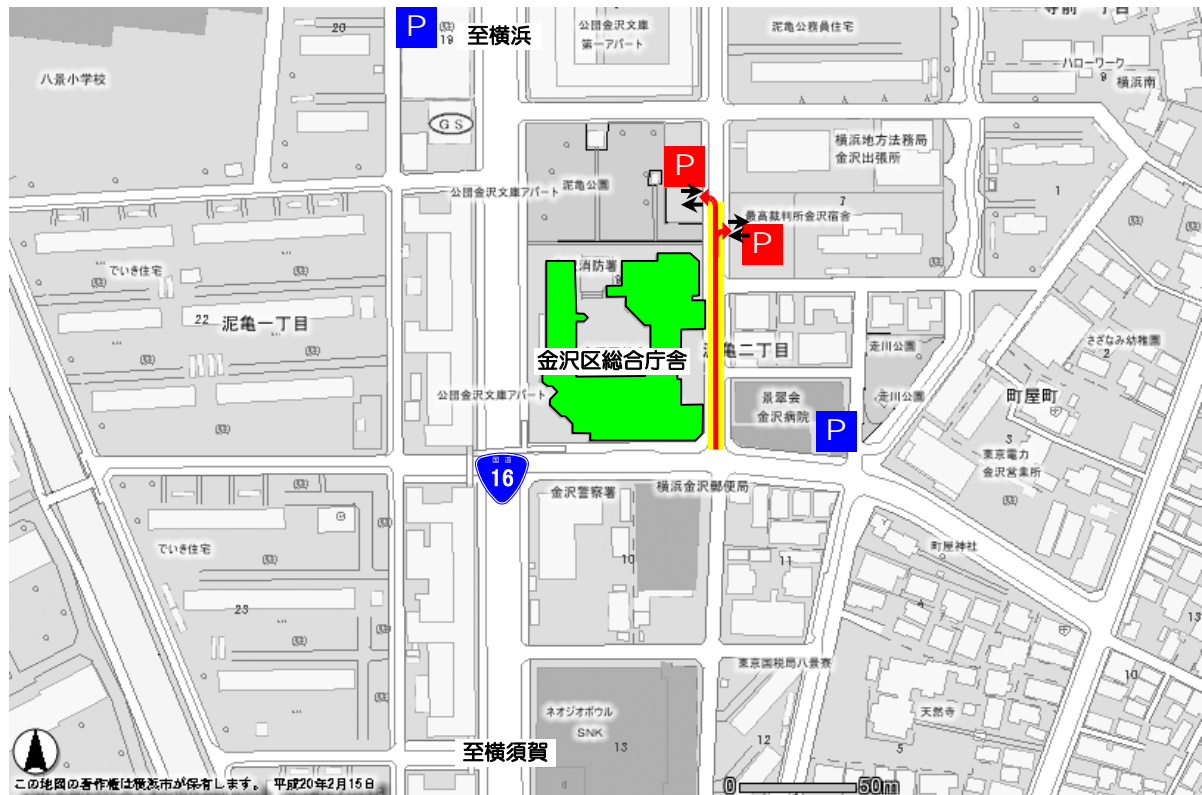 20
P
19
至横浜
公団金沢文庫
第一アパート
泥亀公務員住宅
ハローワーク
9
横浜南
八景小学校
GS
横浜地方法務局
金沢出張所
P
公団金沢文庫アパート
泥亀公園
1
7
最高裁判所金沢宿舎
P
でいき住宅
消防署
22
泥亀一丁目
金沢区総合庁舎
亀二丁目
走川公園
さざなみ幼稚園
2
公団金沢文庫アパート
景翠会
金沢病院
P
走川公園
町屋町
3
東京電力
金沢営業所
国道
16
金沢警察署
横浜金沢郵便局
でいき住宅
10
11
町屋神社
4
23
13
東京国税局八景寮
10
ネオジオボウル
SNK
天然寺
至横須賀
13
12
5
この地図の著作権は横浜市が保有します。 平成20年2月15日
0 50m